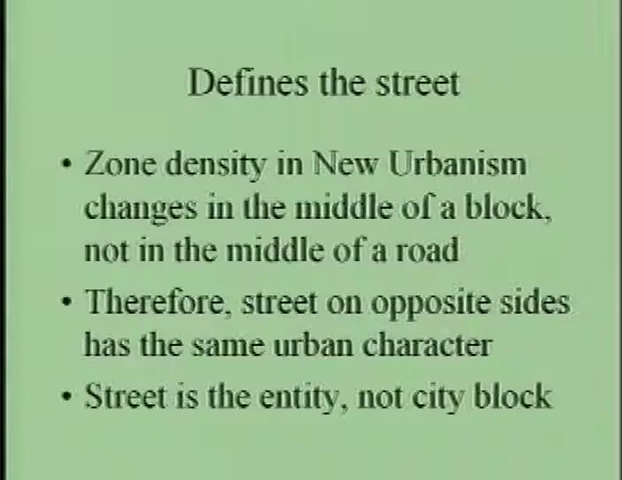 Defines the street
• Zone density in New Urbanism
changes in the middle of a block,
not in the middle of a road
• Therefore, street on opposite sides
has the same urban character
• Street is the entity, not city block